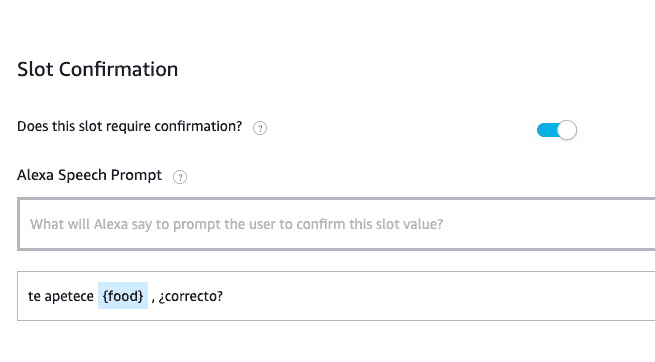 Slot Confirmation
Does this slot require confirmation? ?
Alexa Speech Prompt ?
What will Alexa say to prompt the user to confirm this slot value?
te apetece {food} , ¿correcto?